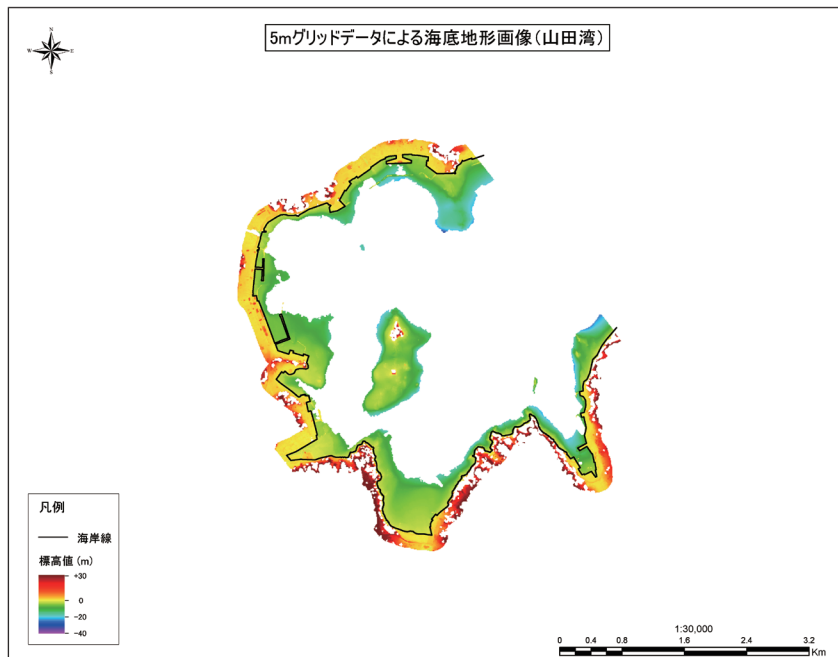 5mグリッドデータによる海底地形画像(山田湾)
N
W
E
S
凡例
海岸線
標高値 (m)
+30
0
-20
-40
1:30,000
0 0.4 0.8 1.6 2.4 3.2
Km